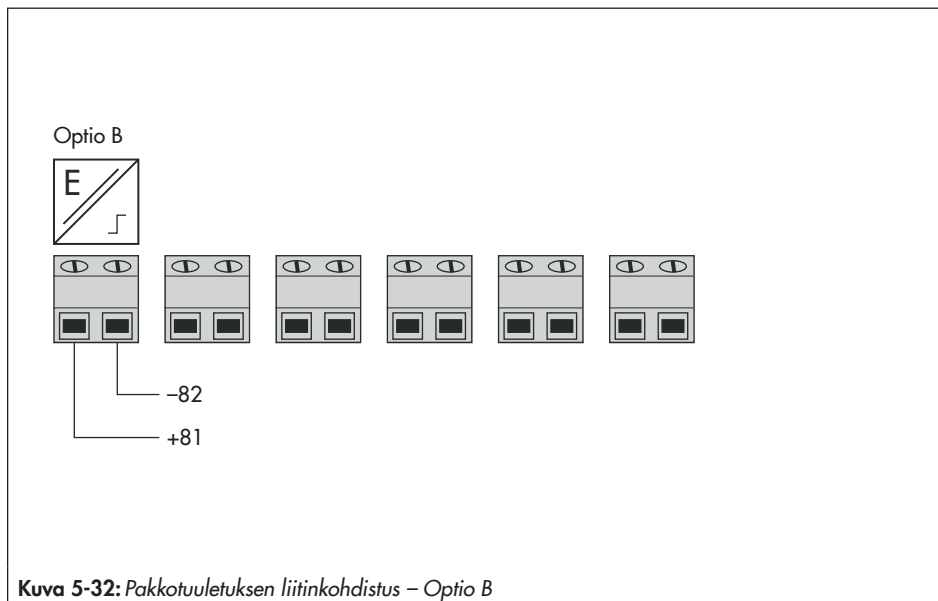 Optio B
E
–82
+81
Kuva 5-32: Pakkotuuletuksen liitinkohdistus – Optio B